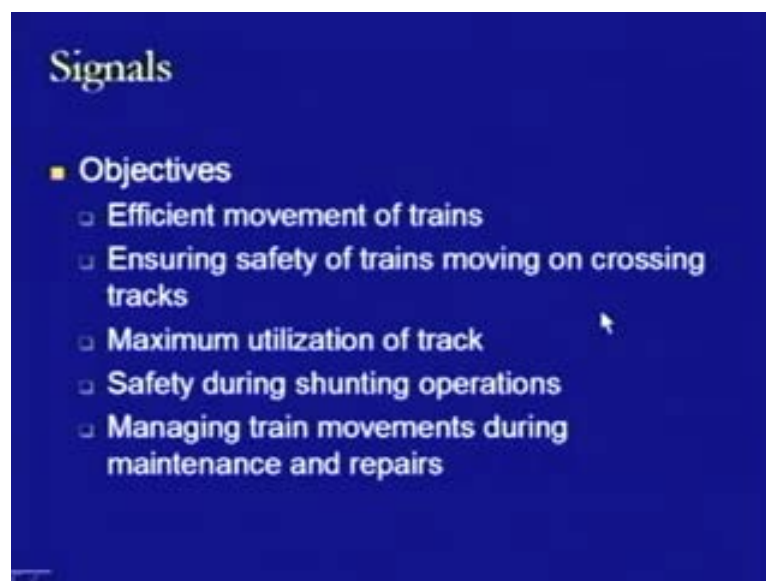 Signals
Objectives
Efficient movement of trains
Ensuring safety of trains moving on crossing
tracks
Maximum utilization of track
Safety during shunting operations
Managing train movements during
maintenance and repairs